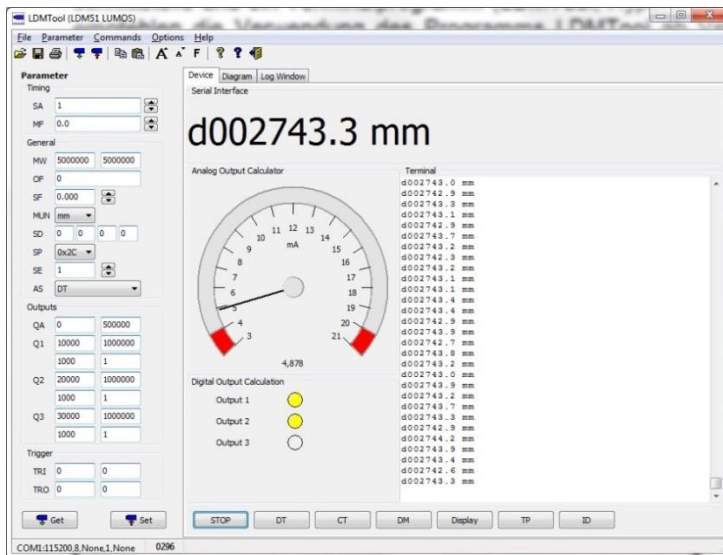 LDMTool (LDM51 LUMOS)
File Parameter Commands Options Help
A A F ? ?
Parameter
Timing
SA 1
MF 0.0
General
MW 5000000 5000000
OF 0
SF 0.000
MUN mm
SD 0 0 0 0
SP 0x2C
SE 1
AS DT
Outputs
QA 0 500000
Q1 10000 1000000
1000 1
Q2 20000 1000000
1000 1
Q3 30000 1000000
1000 1
Trigger
TRI 0 0
TRO 0 0
Get Set
Device Diagram Log Window
Serial Interface
d002743.3 mm
Analog Output Calculator
3 4 5 6 7 8 9 10 11 12 13 14 15 16 17 18 19 20 21
mA
4,878
Digital Output Calculation
Output 1
Output 2
Output 3
Terminal
d002743.0 mm
d002742.9 mm
d002743.3 mm
d002743.1 mm
d002742.9 mm
d002743.7 mm
d002743.2 mm
d002742.3 mm
d002743.2 mm
d002743.1 mm
d002743.1 mm
d002743.4 mm
d002743.4 mm
d002742.9 mm
d002743.9 mm
d002742.7 mm
d002743.8 mm
d002743.2 mm
d002743.0 mm
d002743.9 mm
d002743.2 mm
d002743.7 mm
d002743.3 mm
d002742.9 mm
d002744.2 mm
d002743.9 mm
d002743.4 mm
d002742.6 mm
d002743.3 mm
STOP DT CT DM Display TP ID
COM1:115200,8,None,1,None 0296